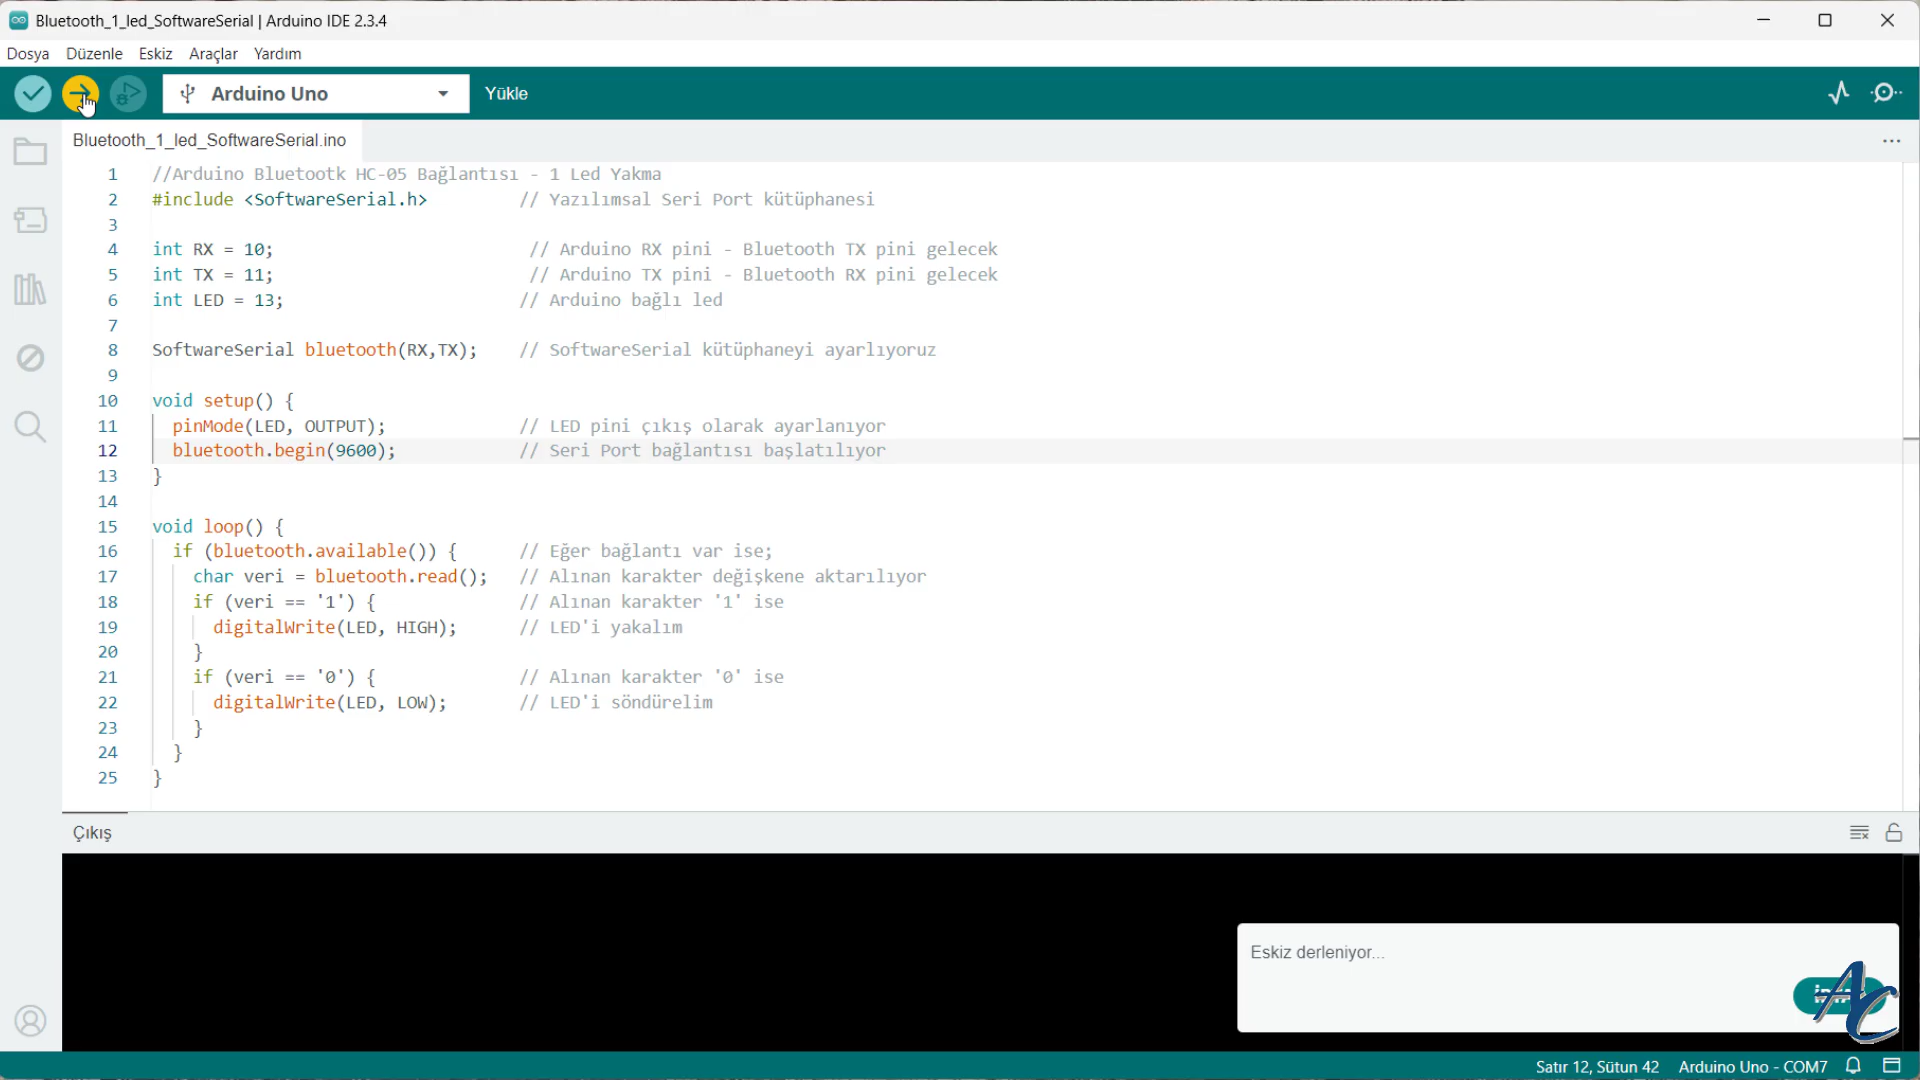 Bluetooth_1_led_SoftwareSerial | Arduino IDE 2.3.4
Dosya Düzenle Eskiz Araçlar Yardım
Arduino Uno Yükle
Bluetooth_1_led_SoftwareSerial.ino
1 //Arduino Bluetootk HC-05 Bağlantısı - 1 Led Yakma
2 #include <SoftwareSerial.h> // Yazılımsal Seri Port kütüphanesi
3
4 int RX = 10; // Arduino RX pini - Bluetooth TX pini gelecek
5 int TX = 11; // Arduino TX pini - Bluetooth RX pini gelecek
6 int LED = 13; // Arduino bağlı led
7
8 SoftwareSerial bluetooth(RX,TX); // SoftwareSerial kütüphaneyi ayarlıyoruz
9
10 void setup() {
11 pinMode(LED, OUTPUT); // LED pini çıkış olarak ayarlanıyor
12 bluetooth.begin(9600); // Seri Port bağlantısı başlatılıyor
13 }
14
15 void loop() {
16 if (bluetooth.available()) { // Eğer bağlantı var ise;
17 char veri = bluetooth.read(); // Alınan karakter değişkene aktarılıyor
18 if (veri == '1') { // Alınan karakter '1' ise
19 digitalWrite(LED, HIGH); // LED'i yakalım
20 }
21 if (veri == '0') { // Alınan karakter '0' ise
22 digitalWrite(LED, LOW); // LED'i söndürelim
23 }
24 }
25 }
Çıkış
Eskiz derleniyor...
AC
Satır 12, Sütun 42 Arduino Uno - COM7